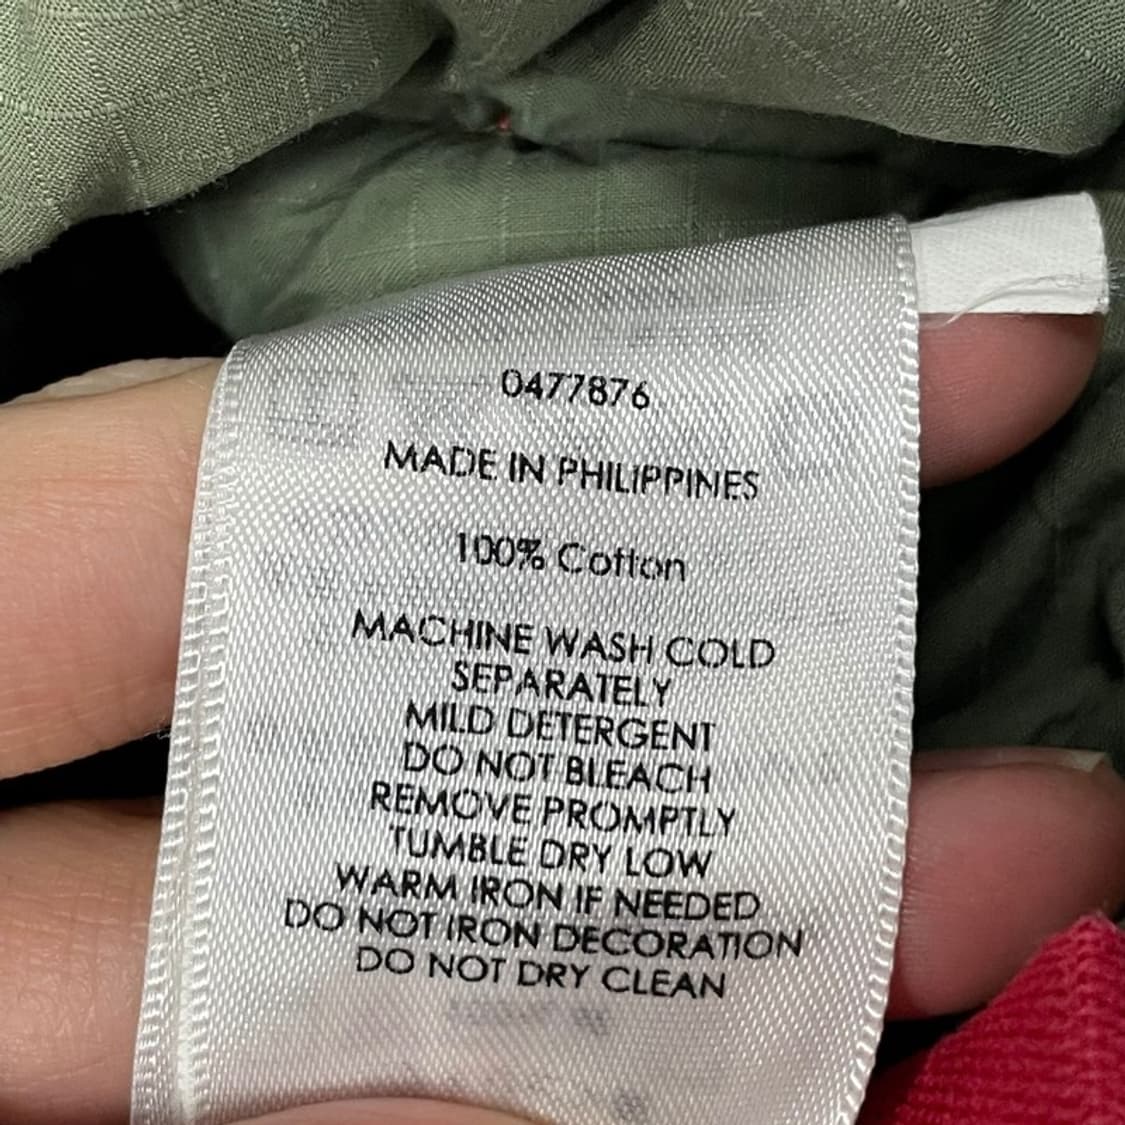 0477876
MADE IN PHILIPPINES
100% Cotton
MACHINE WASH COLD
SEPARATELY
MILD DETERGENT
DO NOT BLEACH
REMOVE PROMPTLY
TUMBLE DRY LOW
WARM IRON IF NEEDED
DO NOT IRON DECORATION
DO NOT DRY CLEAN